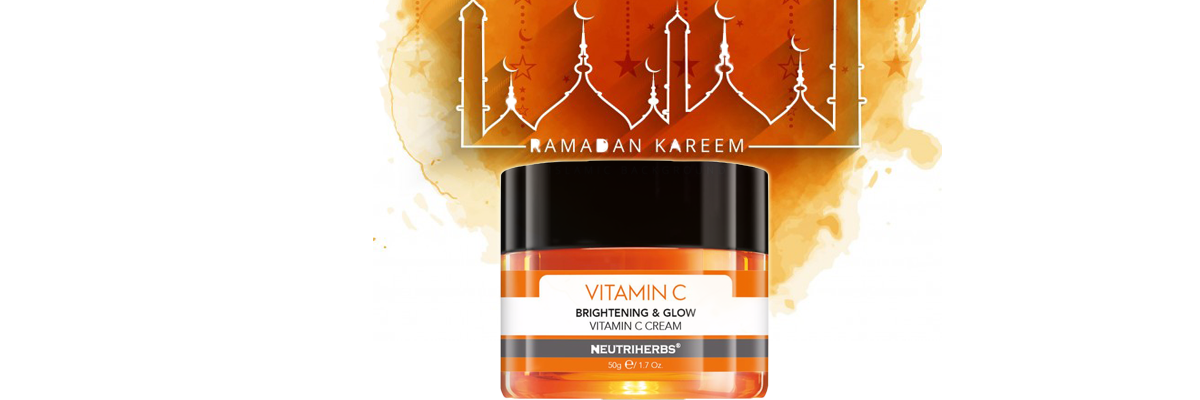 RAMADAN KAREEM
VITAMIN C
BRIGHTENING & GLOW
VITAMIN C CREAM
NEUTRIHERBS®
50g ℮/ 1.7 Oz.